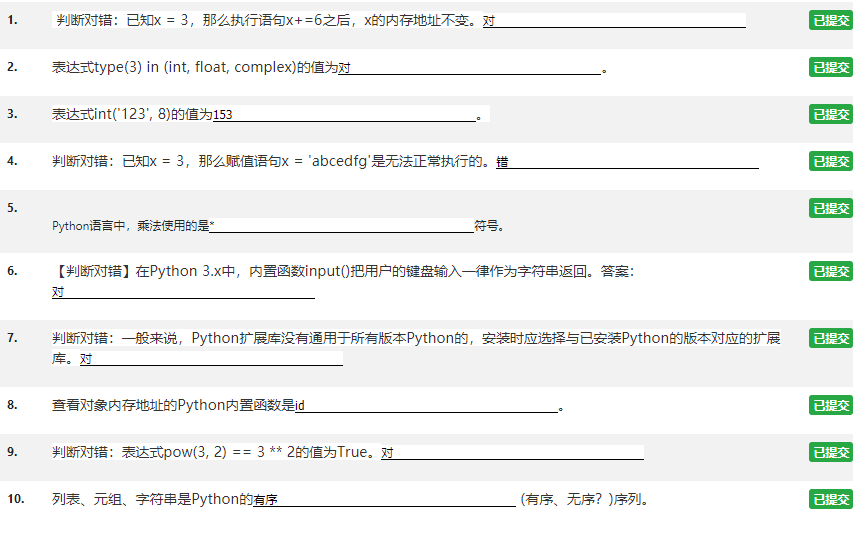 1. 判断对错：已知x = 3，那么执行语句x+=6之后，x的内存地址不变。对 已提交
2. 表达式type(3) in (int, float, complex)的值为对 。 已提交
3. 表达式int('123', 8)的值为153 。 已提交
4. 判断对错：已知x = 3，那么赋值语句x = 'abcedfg'是无法正常执行的。错 已提交
5. 已提交
Python语言中，乘法使用的是* 符号。
6. 【判断对错】在Python 3.x中，内置函数input()把用户的键盘输入一律作为字符串返回。答案： 已提交
对
7. 判断对错：一般来说，Python扩展库没有通用于所有版本Python的，安装时应选择与已安装Python的版本对应的扩展 已提交
库。对
8. 查看对象内存地址的Python内置函数是id 。 已提交
9. 判断对错：表达式pow(3, 2) == 3 ** 2的值为True。对 已提交
10. 列表、元组、字符串是Python的有序 (有序、无序？)序列。 已提交